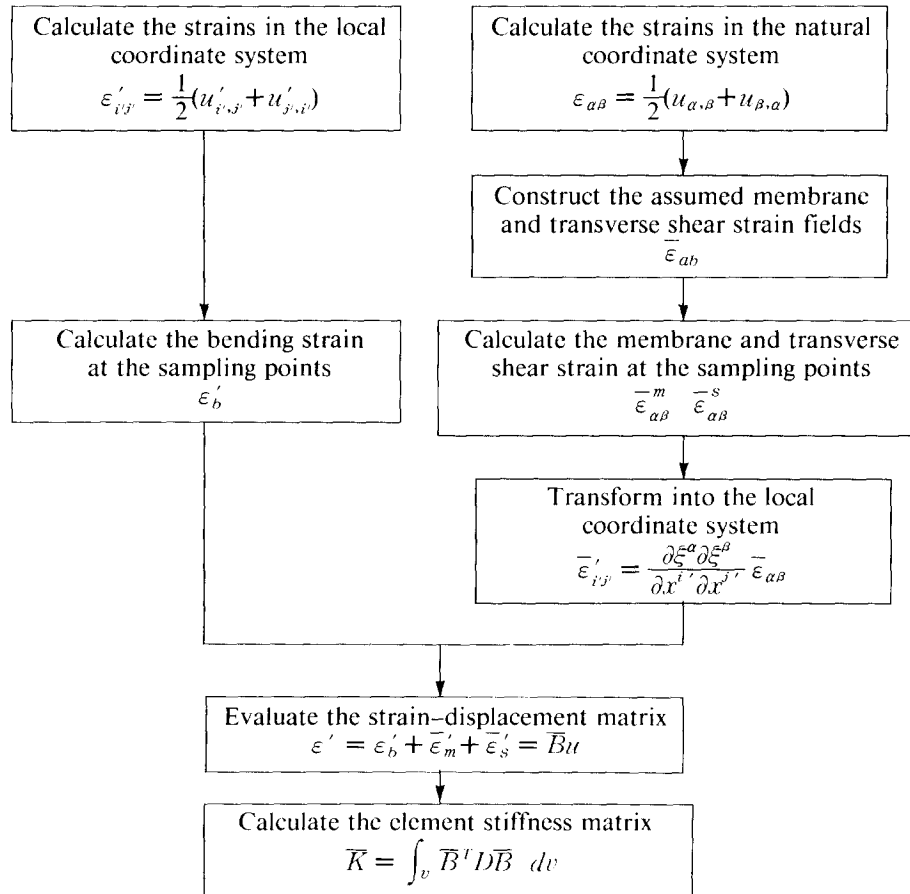 Calculate the strains in the local
coordinate system
ε′_{i′j′} = 1/2(u′_{i′,j′} + u′_{j′,i′})
Calculate the strains in the natural
coordinate system
ε_{αβ} = 1/2(u_{α,β} + u_{β,α})
Construct the assumed membrane
and transverse shear strain fields
ε̅_{ab}
Calculate the bending strain
at the sampling points
ε_b′
Calculate the membrane and transverse
shear strain at the sampling points
ε̅^m_{αβ} ε̅^s_{αβ}
Transform into the local
coordinate system
ε̅′_{i′j′} = ∂ξ^α ∂ξ^β / ∂x^{i′} ∂x^{j′} ε̅_{αβ}
Evaluate the strain–displacement matrix
ε′ = ε_b′ + ε̅_m′ + ε̅_s′ = B̅u
Calculate the element stiffness matrix
K̅ = ∫_v B̅^T D B̅ dv